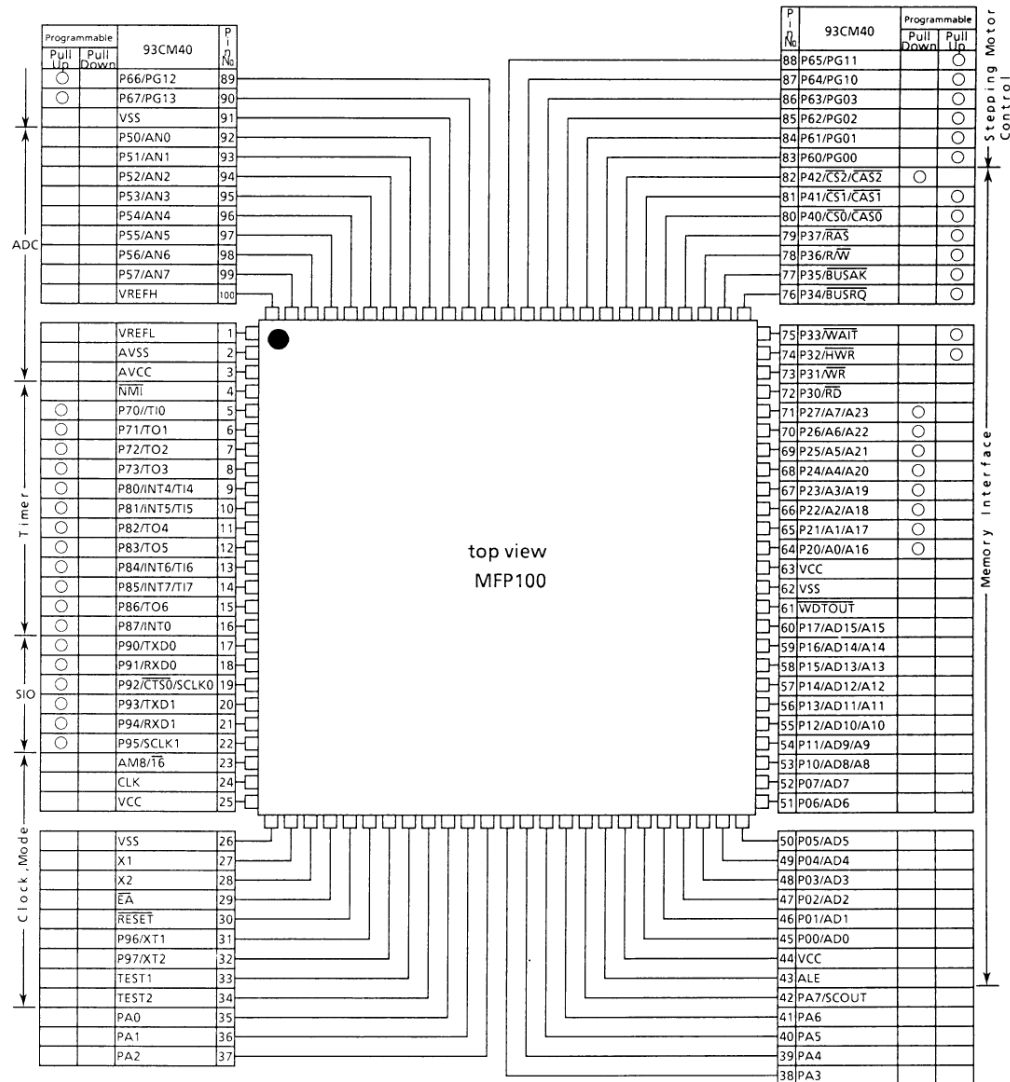 Programmable
Pull Up
Pull Down
93CM40
Pin No
P66/PG12 89
P67/PG13 90
VSS 91
P50/AN0 92
P51/AN1 93
P52/AN2 94
P53/AN3 95
P54/AN4 96
P55/AN5 97
P56/AN6 98
P57/AN7 99
VREFH 100
ADC
VREFL 1
AVSS 2
AVCC 3
NMI 4
P70//TI0 5
P71/TO1 6
P72/TO2 7
P73/TO3 8
P80/INT4/TI4 9
P81/INT5/TI5 10
P82/TO4 11
P83/TO5 12
P84/INT6/TI6 13
P85/INT7/TI7 14
P86/TO6 15
P87/INT0 16
P90/TXD0 17
P91/RXD0 18
P92/CTS0/SCLK0 19
P93/TXD1 20
P94/RXD1 21
P95/SCLK1 22
AM8/16 23
CLK 24
VCC 25
Timer
SIO
VSS 26
X1 27
X2 28
EA 29
RESET 30
P96/XT1 31
P97/XT2 32
TEST1 33
TEST2 34
PA0 35
PA1 36
PA2 37
Clock, Mode
top view
MFP100
Pin No
93CM40
Programmable
Pull Down
Pull Up
88 P65/PG11
87 P64/PG10
86 P63/PG03
85 P62/PG02
84 P61/PG01
83 P60/PG00
82 P42/CS2/CAS2
81 P41/CS1/CAS1
80 P40/CS0/CAS0
79 P37/RAS
78 P36/R/W
77 P35/BUSAK
76 P34/BUSRQ
Stepping Motor
Control
75 P33/WAIT
74 P32/HWR
73 P31/WR
72 P30/RD
71 P27/A7/A23
70 P26/A6/A22
69 P25/A5/A21
68 P24/A4/A20
67 P23/A3/A19
66 P22/A2/A18
65 P21/A1/A17
64 P20/A0/A16
63 VCC
62 VSS
61 WDTOUT
60 P17/AD15/A15
59 P16/AD14/A14
58 P15/AD13/A13
57 P14/AD12/A12
56 P13/AD11/A11
55 P12/AD10/A10
54 P11/AD9/A9
53 P10/AD8/A8
52 P07/AD7
51 P06/AD6
Memory Interface
50 P05/AD5
49 P04/AD4
48 P03/AD3
47 P02/AD2
46 P01/AD1
45 P00/AD0
44 VCC
43 ALE
42 PA7/SCOUT
41 PA6
40 PA5
39 PA4
38 PA3